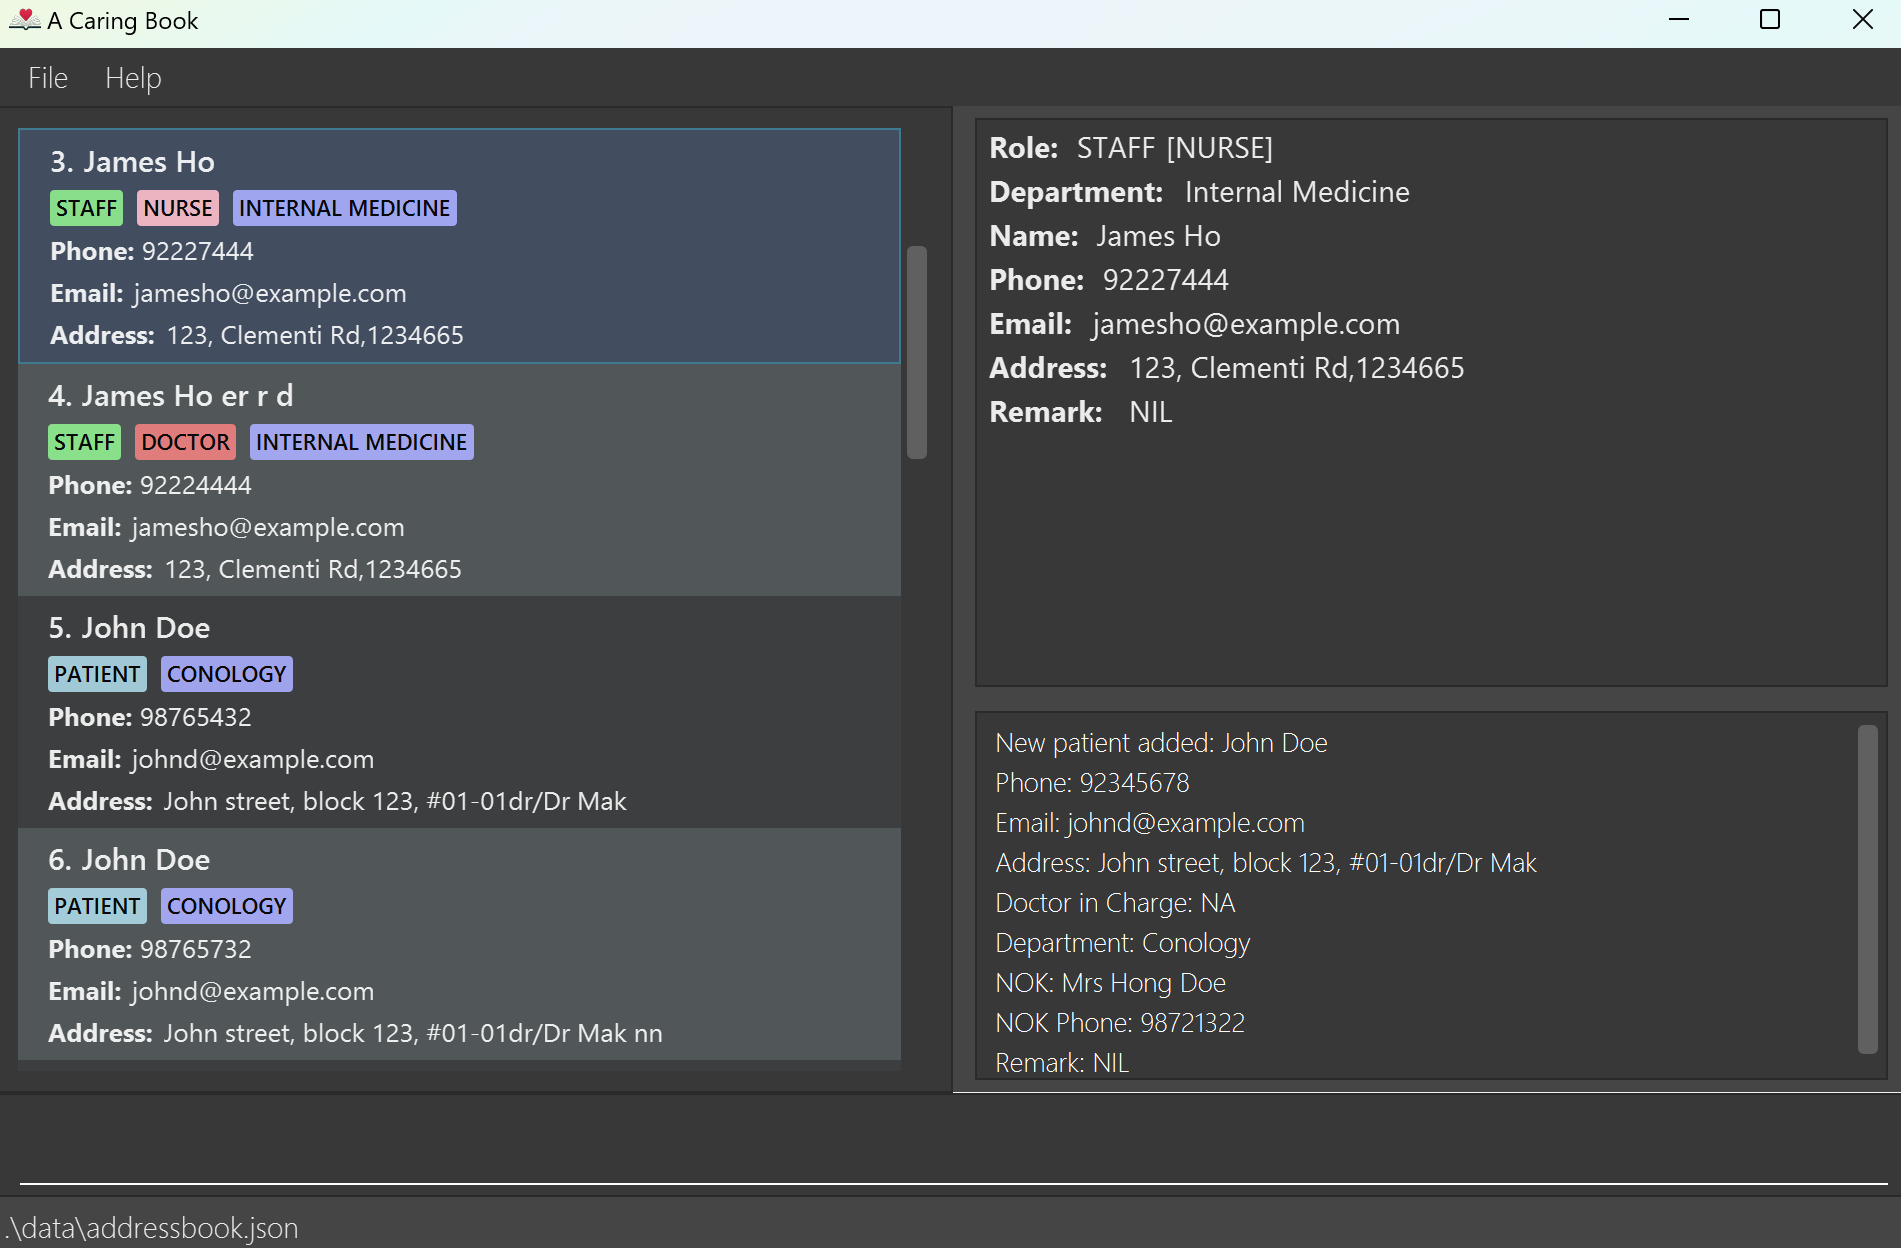 A Caring Book
File Help
3. James Ho
STAFF NURSE INTERNAL MEDICINE
Phone: 92227444
Email: jamesho@example.com
Address: 123, Clementi Rd,1234665
4. James Ho er r d
STAFF DOCTOR INTERNAL MEDICINE
Phone: 92224444
Email: jamesho@example.com
Address: 123, Clementi Rd,1234665
5. John Doe
PATIENT CONOLOGY
Phone: 98765432
Email: johnd@example.com
Address: John street, block 123, #01-01dr/Dr Mak
6. John Doe
PATIENT CONOLOGY
Phone: 98765732
Email: johnd@example.com
Address: John street, block 123, #01-01dr/Dr Mak nn
Role: STAFF [NURSE]
Department: Internal Medicine
Name: James Ho
Phone: 92227444
Email: jamesho@example.com
Address: 123, Clementi Rd,1234665
Remark: NIL
New patient added: John Doe
Phone: 92345678
Email: johnd@example.com
Address: John street, block 123, #01-01dr/Dr Mak
Doctor in Charge: NA
Department: Conology
NOK: Mrs Hong Doe
NOK Phone: 98721322
Remark: NIL
.\data\addressbook.json